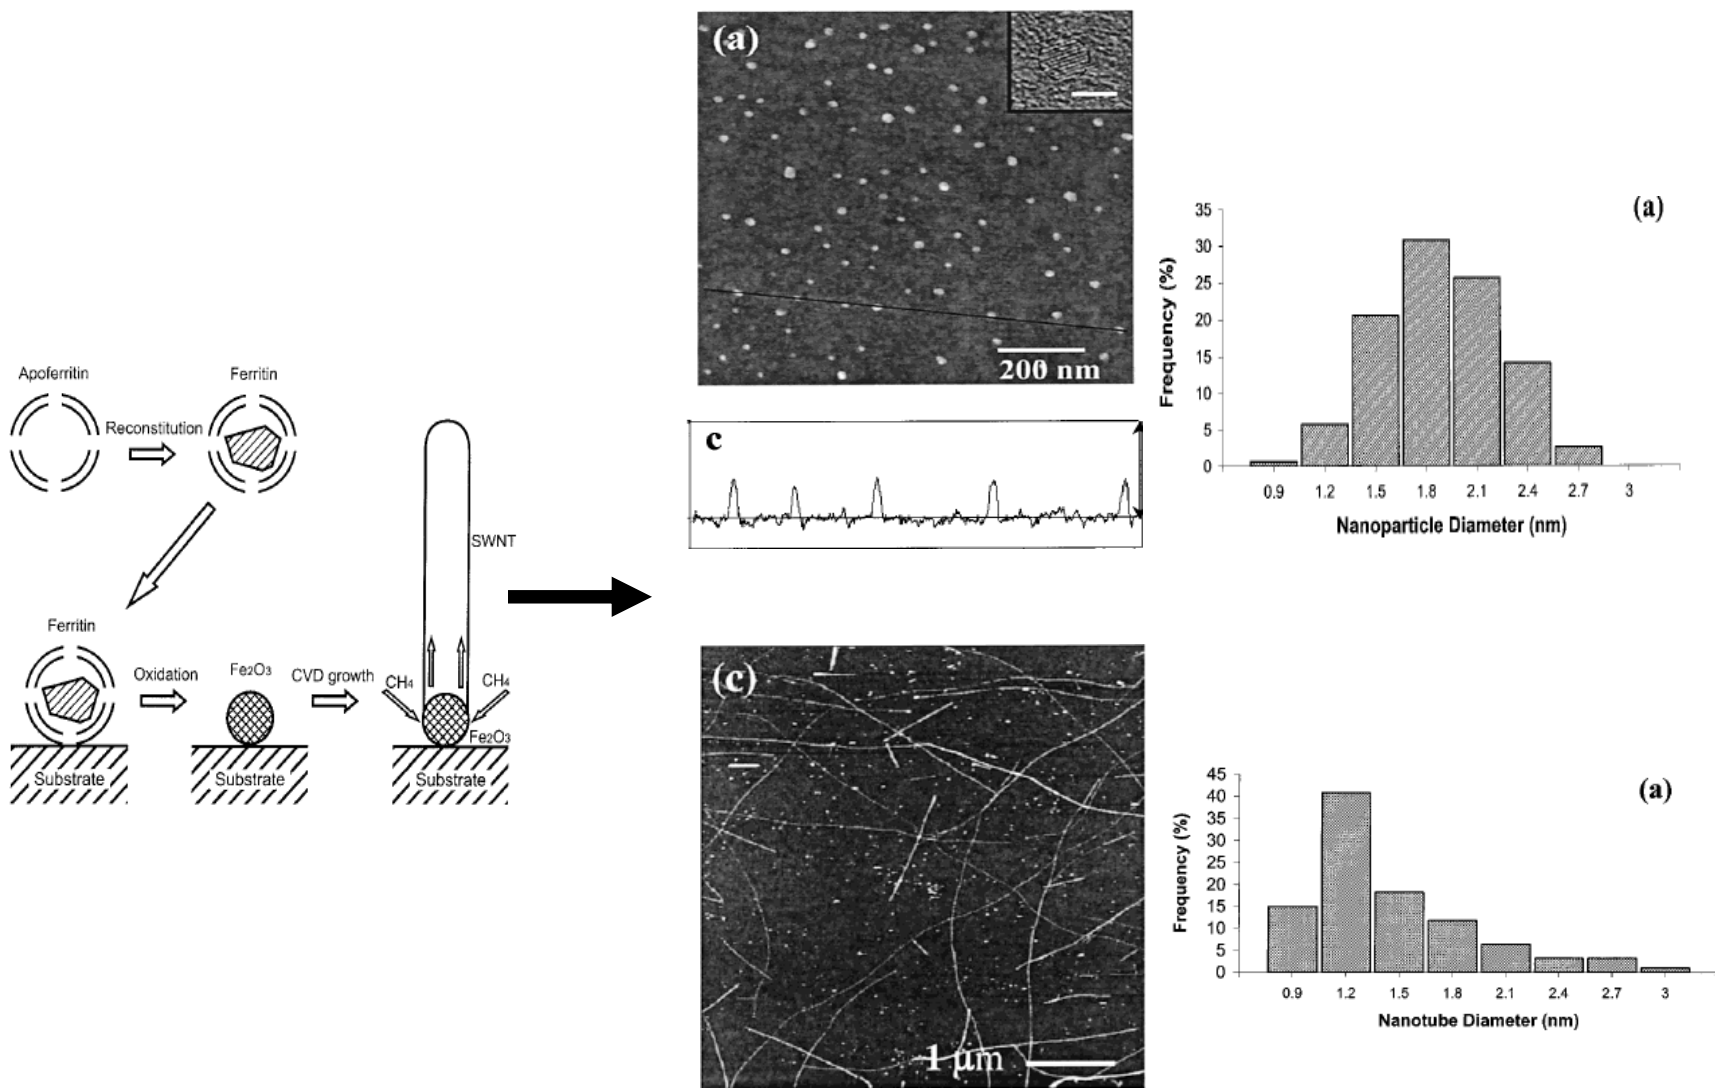 Apoferritin
Ferritin
Reconstitution
Ferritin
Oxidation
Fe2O3
CVD growth
CH4
CH4
Fe2O3
SWNT
Substrate
Substrate
Substrate
(a)
200 nm
c
(c)
1 μm
(a)
Frequency (%)
35
30
25
20
15
10
5
0
0.9 1.2 1.5 1.8 2.1 2.4 2.7 3
Nanoparticle Diameter (nm)
(a)
Frequency (%)
45
40
35
30
25
20
15
10
5
0
0.9 1.2 1.5 1.8 2.1 2.4 2.7 3
Nanotube Diameter (nm)